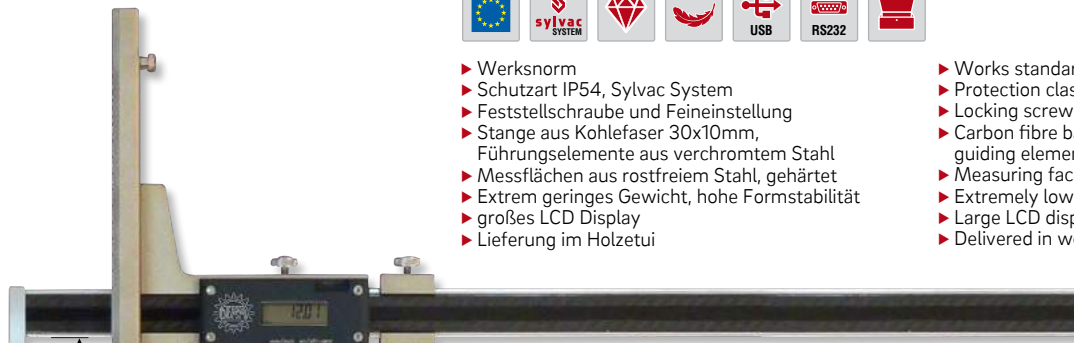 sylvac
SYSTEM
USB
RS232
Werksnorm
Schutzart IP54, Sylvac System
Feststellschraube und Feineinstellung
Stange aus Kohlefaser 30x10mm,
Führungselemente aus verchromtem Stahl
Messflächen aus rostfreiem Stahl, gehärtet
Extrem geringes Gewicht, hohe Formstabilität
großes LCD Display
Lieferung im Holzetui
Works standar
Protection clas
Locking screw
Carbon fibre ba
guiding elemen
Measuring fac
Extremely low
Large LCD disp
Delivered in w